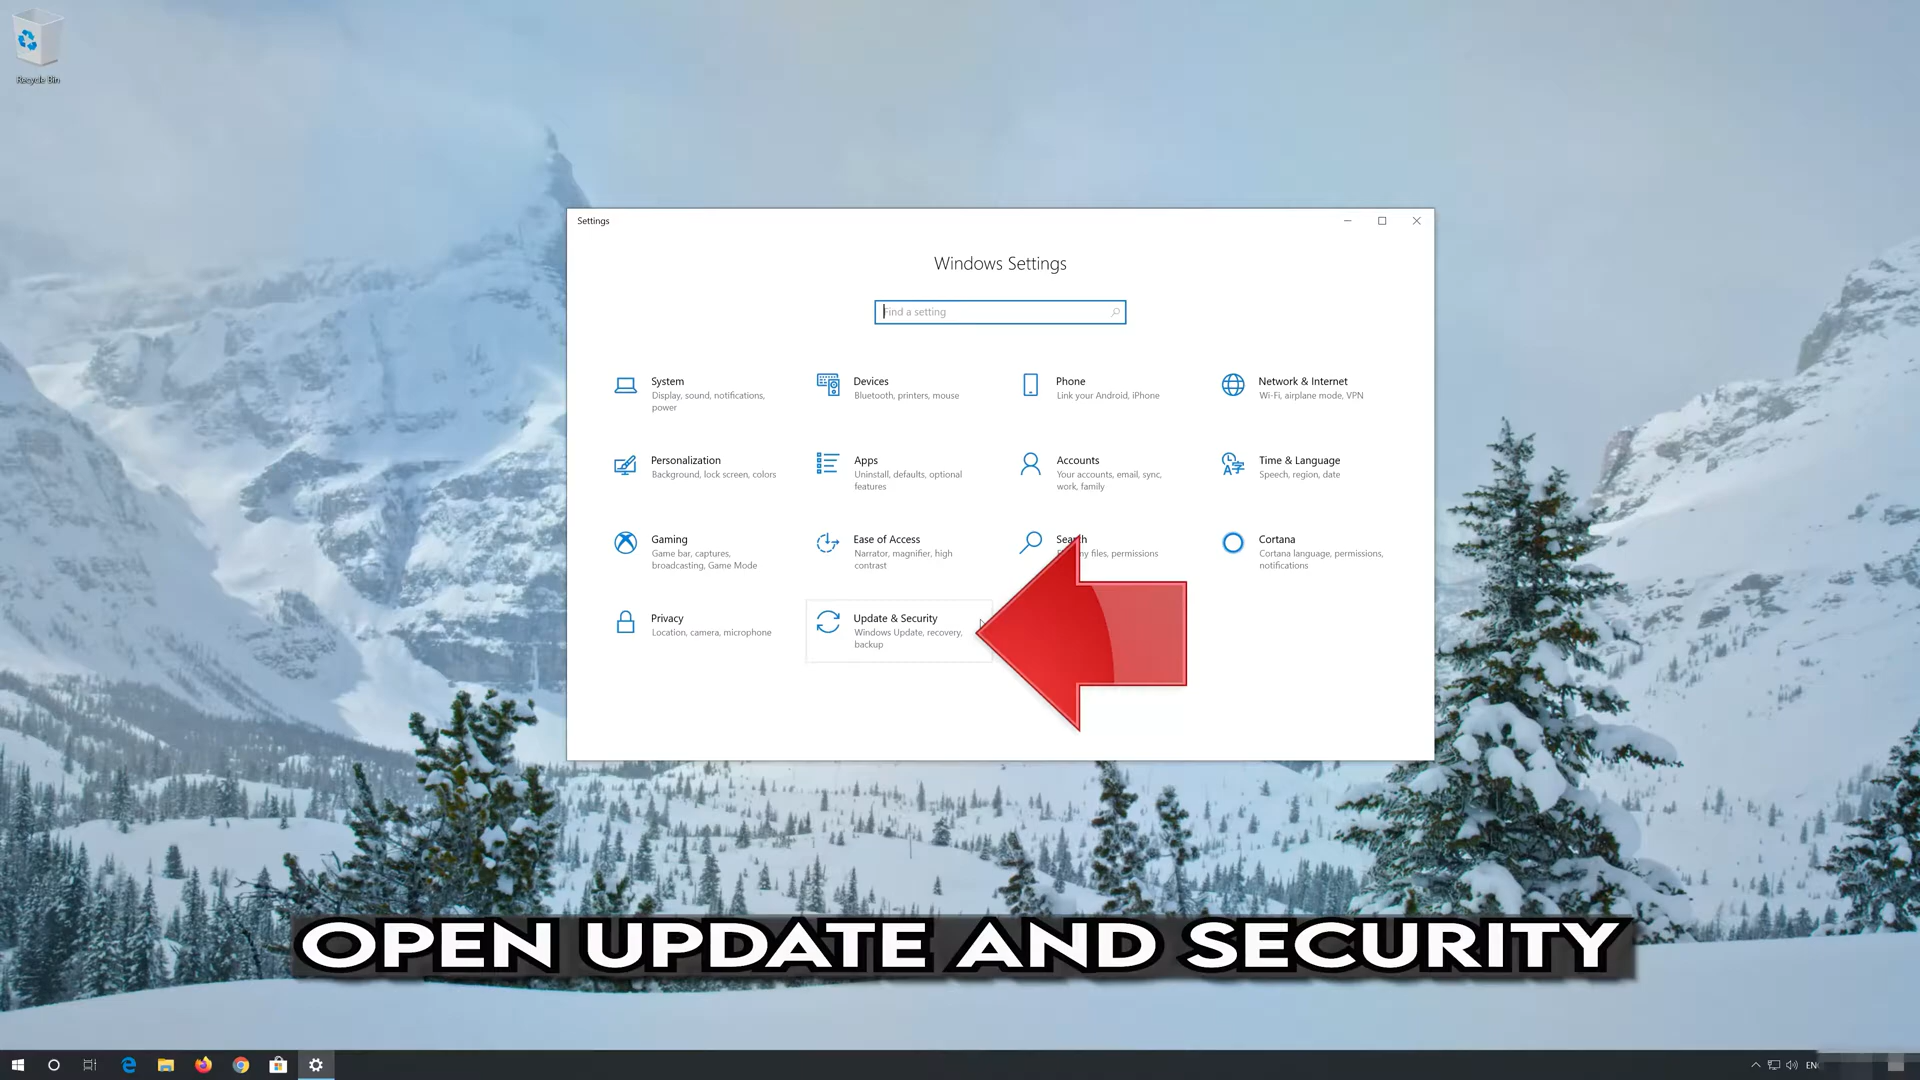 Recycle Bin
Settings
Windows Settings
Find a setting
System
Display, sound, notifications,
power
Devices
Bluetooth, printers, mouse
Phone
Link your Android, iPhone
Network & Internet
Wi-Fi, airplane mode, VPN
Personalization
Background, lock screen, colors
Apps
Uninstall, defaults, optional
features
Accounts
Your accounts, email, sync,
work, family
Time & Language
Speech, region, date
Gaming
Game bar, captures,
broadcasting, Game Mode
Ease of Access
Narrator, magnifier, high
contrast
Search
my files, permissions
Cortana
Cortana language, permissions,
notifications
Privacy
Location, camera, microphone
Update & Security
Windows Update, recovery,
backup
OPEN UPDATE AND SECURITY